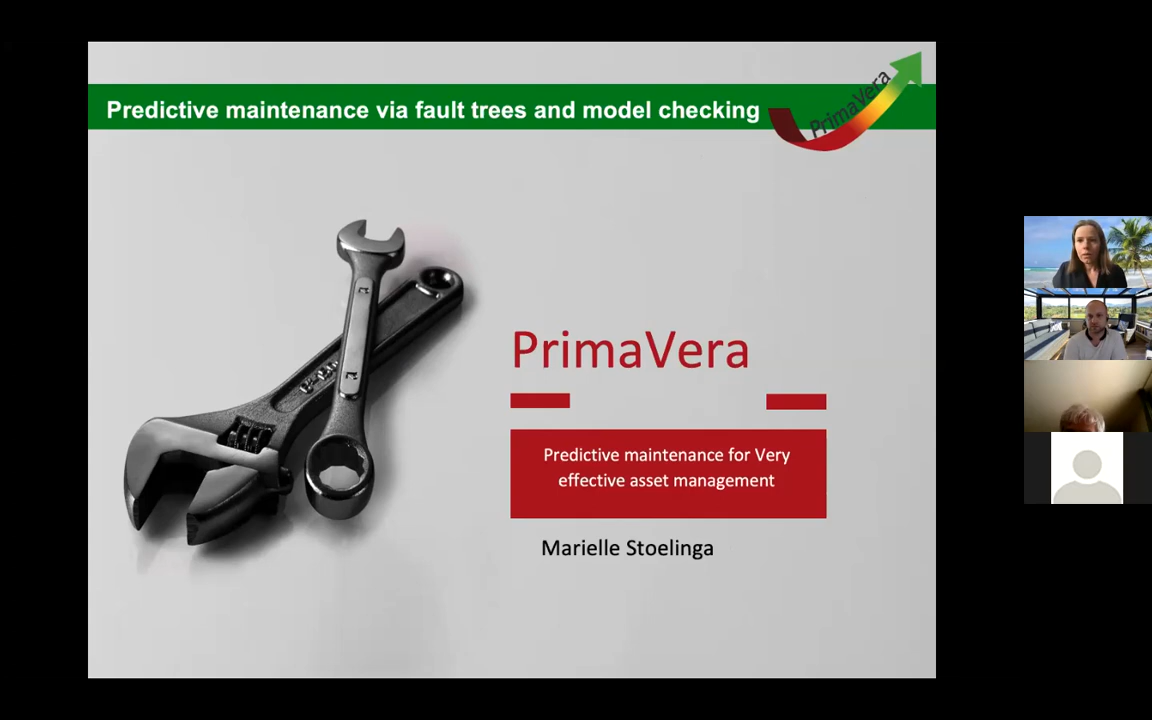 Predictive maintenance via fault trees and model checking
PrimaVera
PrimaVera
Predictive maintenance for Very
effective asset management
Marielle Stoelinga